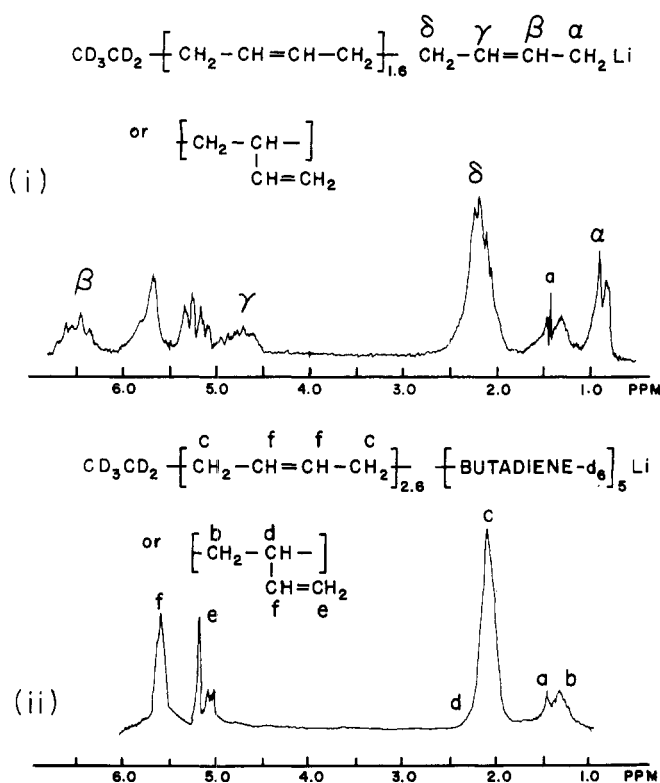 δ γ β α
CD₃CD₂ –[ CH₂ – CH=CH – CH₂ ]₁.₆– CH₂ – CH=CH – CH₂ Li
or [ CH₂ – CH – ]
CH=CH₂
(i)
δ
β γ a α
6.0 5.0 4.0 3.0 2.0 1.0 PPM
c f f c
CD₃CD₂ –[ CH₂ – CH=CH – CH₂ ]₂.₆– –[ BUTADIENE-d₆ ]₅ Li
b d
or [ CH₂ – CH – ]
CH=CH₂
f e
c
f e
(ii)
d a b
6.0 5.0 4.0 3.0 2.0 1.0 PPM